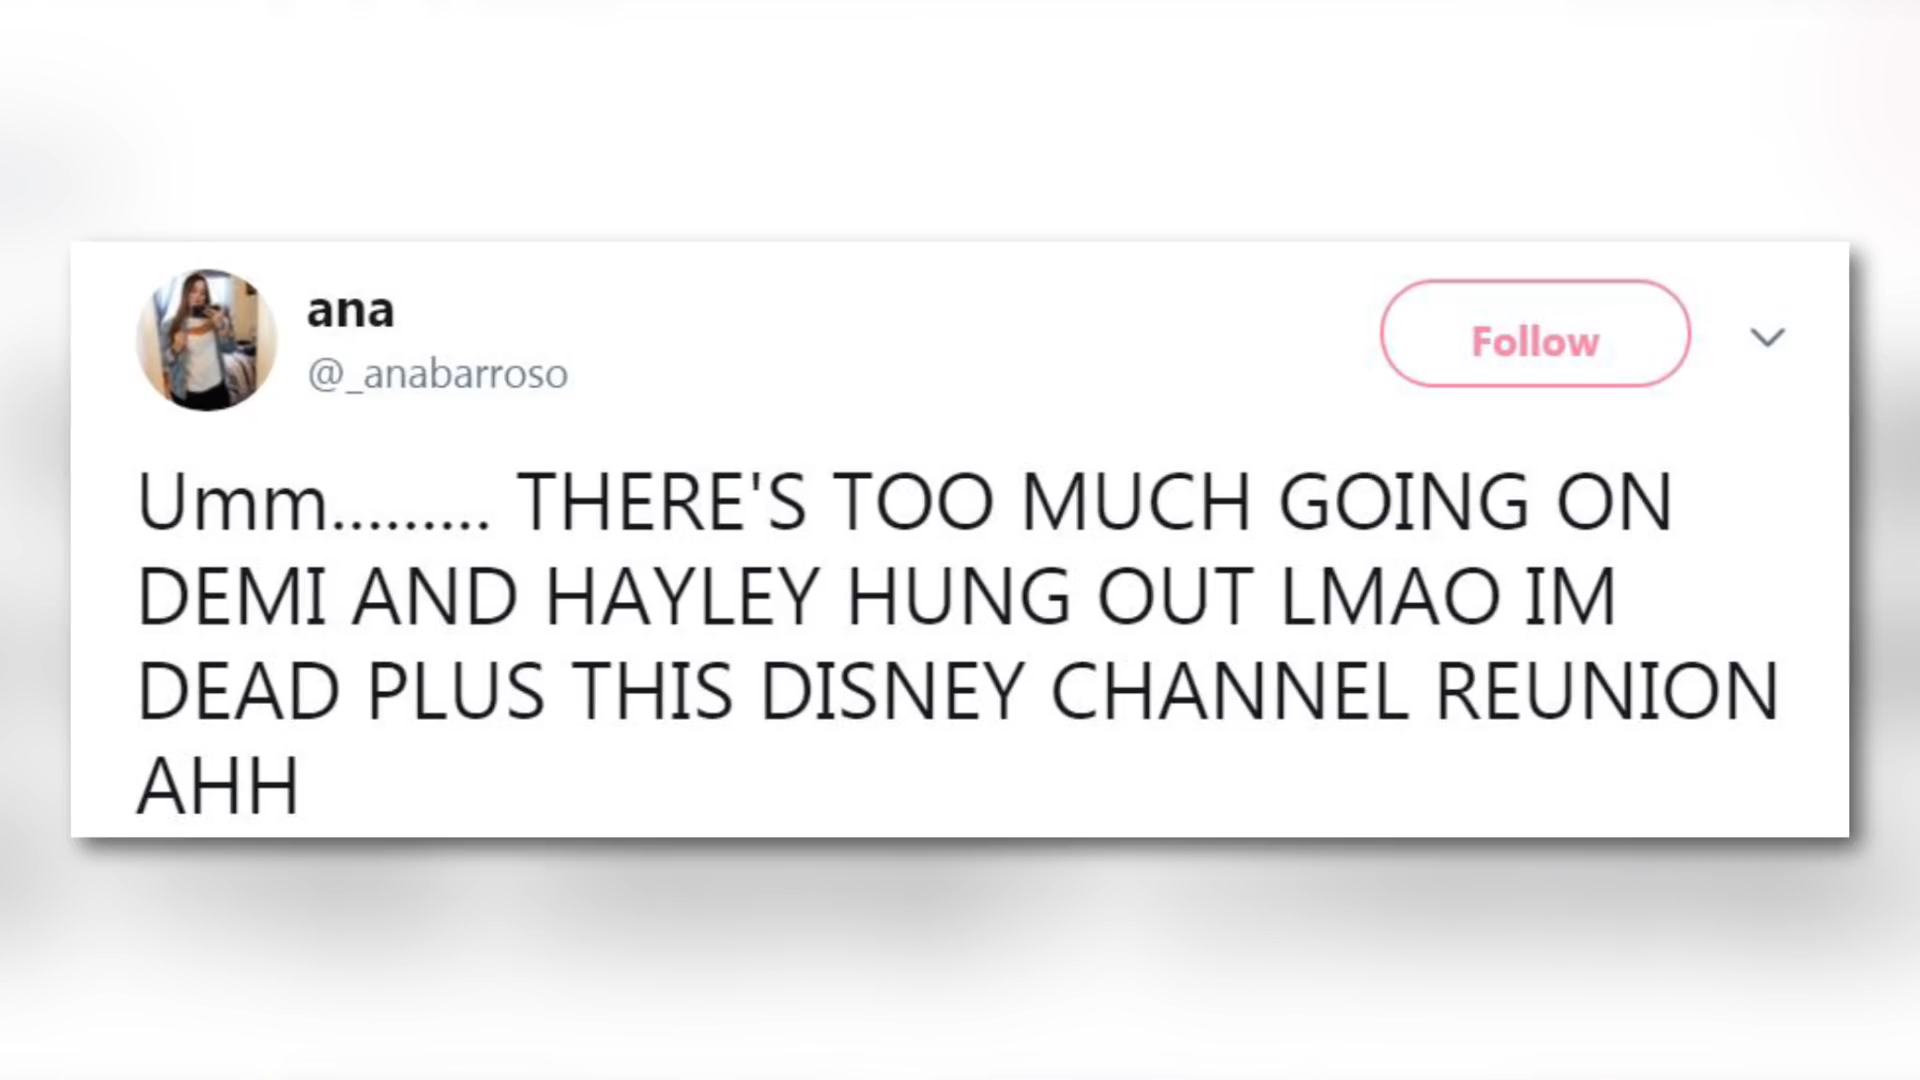 ana
@_anabarroso
Follow
Umm......... THERE'S TOO MUCH GOING ON
DEMI AND HAYLEY HUNG OUT LMAO IM
DEAD PLUS THIS DISNEY CHANNEL REUNION
AHH